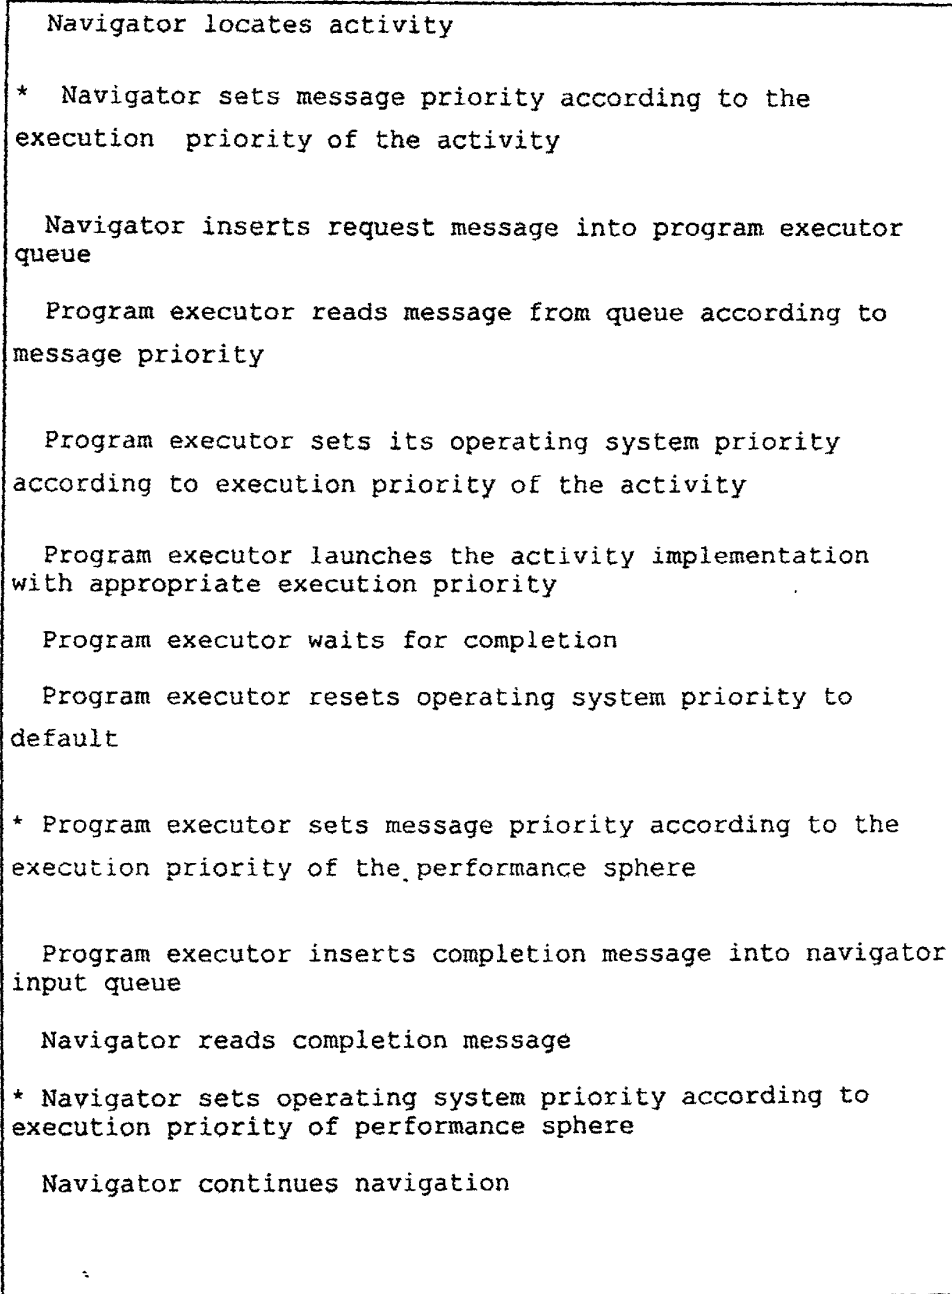 Navigator locates activity
* Navigator sets message priority according to the
execution priority of the activity
Navigator inserts request message into program executor
queue
Program executor reads message from queue according to
message priority
Program executor sets its operating system priority
according to execution priority of the activity
Program executor launches the activity implementation
with appropriate execution priority
Program executor waits for completion
Program executor resets operating system priority to
default
* Program executor sets message priority according to the
execution priority of the performance sphere
Program executor inserts completion message into navigator
input queue
Navigator reads completion message
* Navigator sets operating system priority according to
execution priority of performance sphere
Navigator continues navigation